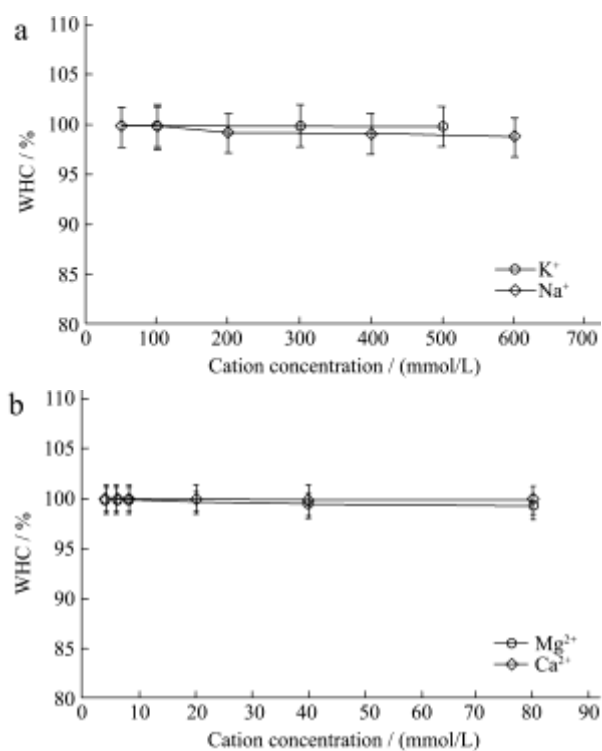 a
110
105
100
95
90
85
80
WHC / %
K⁺
Na⁺
0 100 200 300 400 500 600 700
Cation concentration / (mmol/L)
b
110
105
100
95
90
85
80
WHC / %
Mg²⁺
Ca²⁺
0 10 20 30 40 50 60 70 80 90
Cation concentration / (mmol/L)